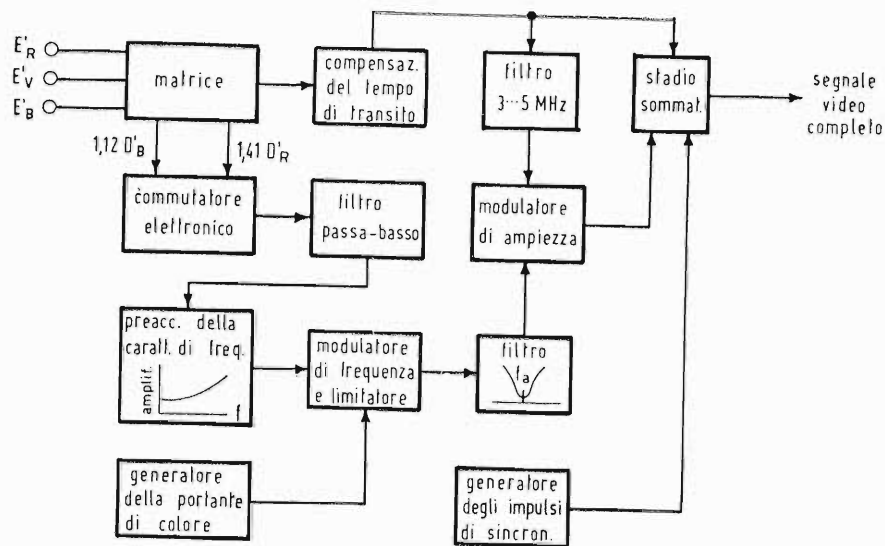 E'R
E'V
E'B
matrice
compensaz.
del tempo
di transito
filtro
3...5 MHz
stadio
sommat.
segnale
video
completo
1,12 D'B
1,41 D'R
commutatore
elettronico
filtro
passa-basso
modulatore
di ampiezza
preacc. della
caratt. di freq.
amplif.
f
modulatore
di frequenza
e limitatore
filtro
fa
generatore
della portante
di colore
generatore
degli impulsi
di sincron.